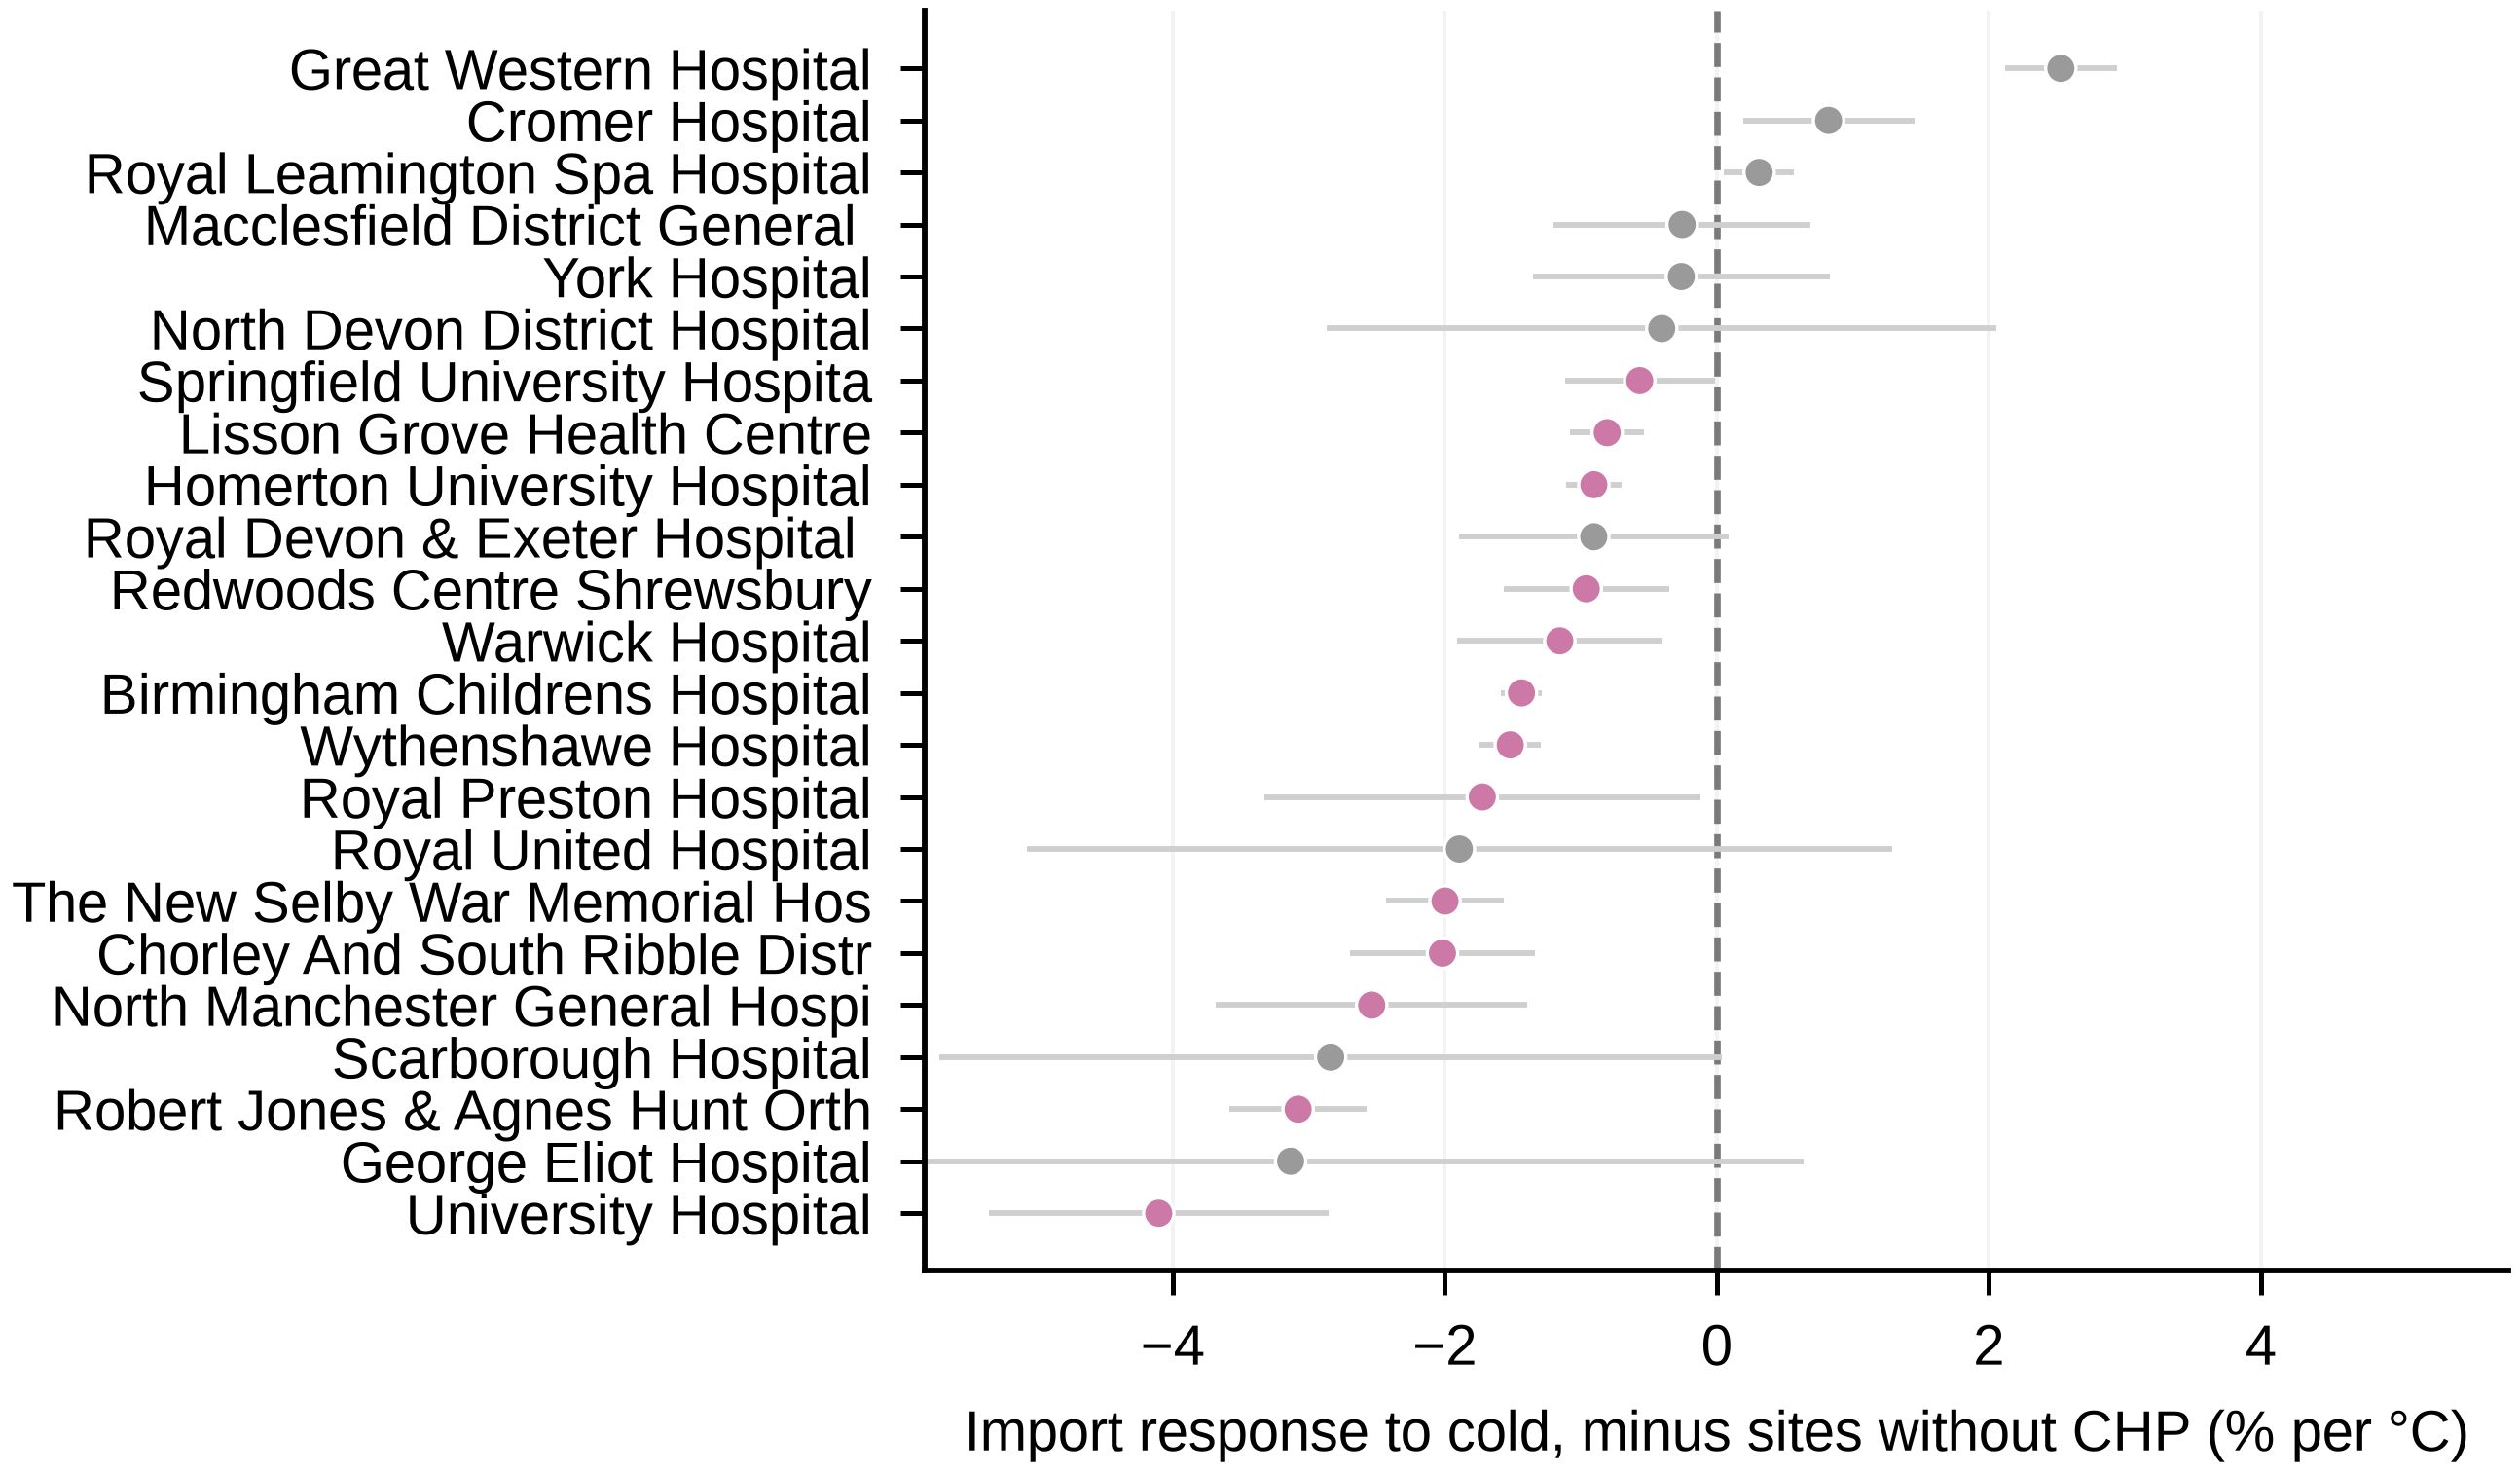 Great Western Hospital
Cromer Hospital
Royal Leamington Spa Hospital
Macclesfield District General
York Hospital
North Devon District Hospital
Springfield University Hospita
Lisson Grove Health Centre
Homerton University Hospital
Royal Devon & Exeter Hospital
Redwoods Centre Shrewsbury
Warwick Hospital
Birmingham Childrens Hospital
Wythenshawe Hospital
Royal Preston Hospital
Royal United Hospital
The New Selby War Memorial Hos
Chorley And South Ribble Distr
North Manchester General Hospi
Scarborough Hospital
Robert Jones & Agnes Hunt Orth
George Eliot Hospital
University Hospital
−4 −2 0 2 4
Import response to cold, minus sites without CHP (% per °C)